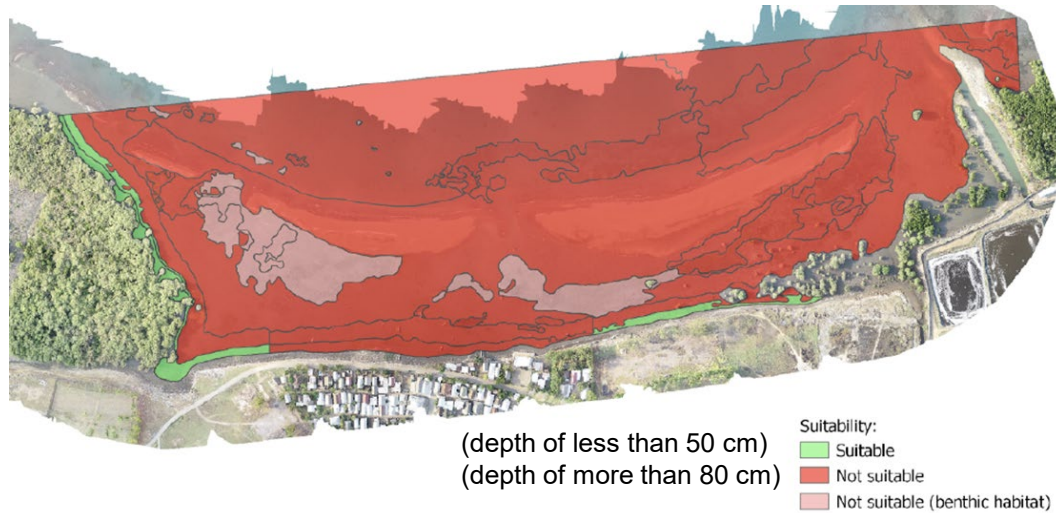 (depth of less than 50 cm)
(depth of more than 80 cm)
Suitability:
Suitable
Not suitable
Not suitable (benthic habitat)